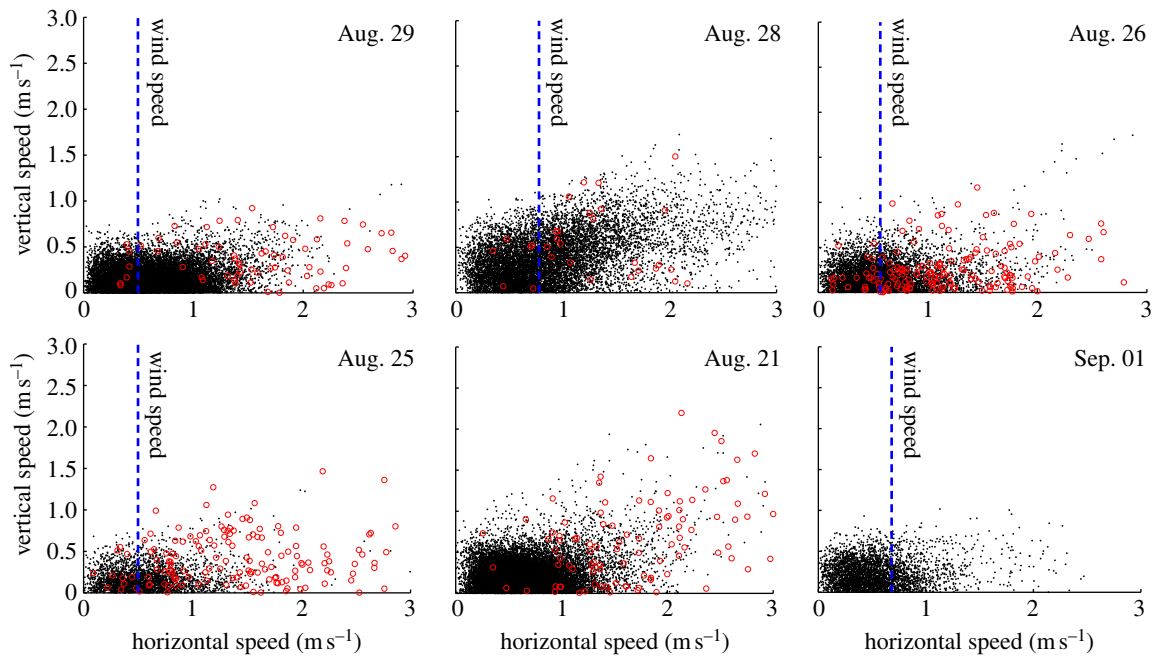 3.0
2.5
2.0
1.5
1.0
0.5
0
vertical speed (m s–1)
wind speed
Aug. 29
0
1
2
3
wind speed
Aug. 28
0
1
2
3
wind speed
Aug. 26
0
1
2
3
3.0
2.5
2.0
1.5
1.0
0.5
0
vertical speed (m s–1)
wind speed
Aug. 25
0
1
2
3
horizontal speed (m s–1)
Aug. 21
0
1
2
3
horizontal speed (m s–1)
wind speed
Sep. 01
0
1
2
3
horizontal speed (m s–1)